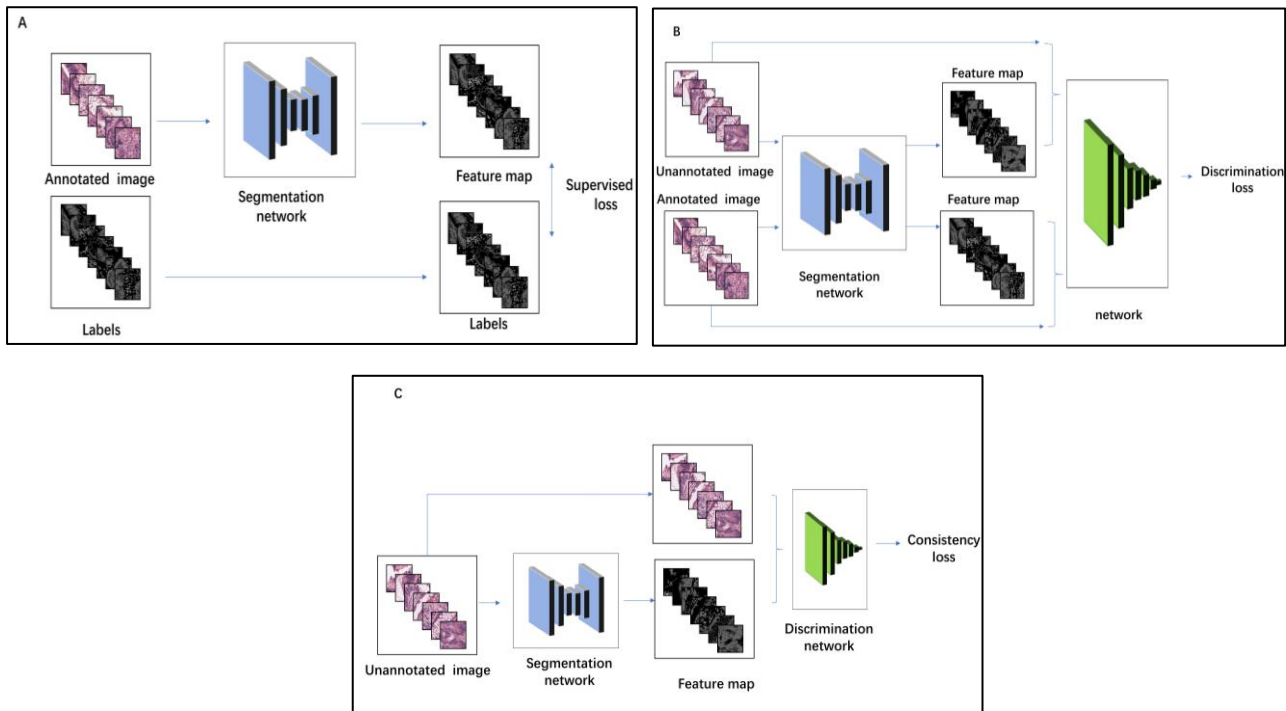 A
Annotated image
Segmentation
network
Feature map
Supervised
loss
Labels
Labels
B
Unannotated image
Annotated image
Segmentation
network
Feature map
Feature map
network
Discrimination
loss
C
Unannotated image
Segmentation
network
Feature map
Discrimination
network
Consistency
loss